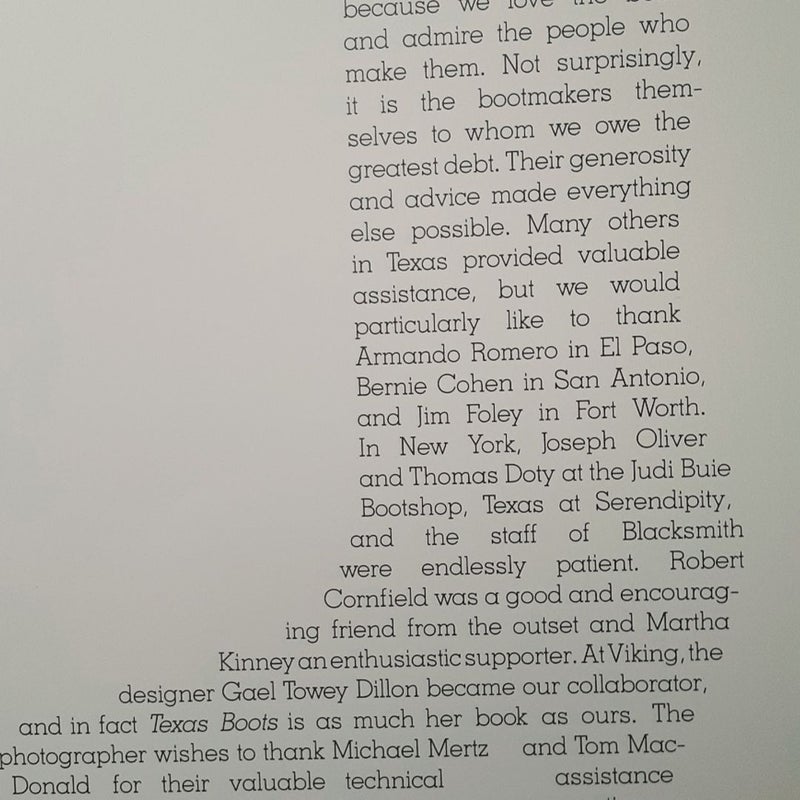 because we love the
and admire the people who
make them. Not surprisingly,
it is the bootmakers them-
selves to whom we owe the
greatest debt. Their generosity
and advice made everything
else possible. Many others
in Texas provided valuable
assistance, but we would
particularly like to thank
Armando Romero in El Paso,
Bernie Cohen in San Antonio,
and Jim Foley in Fort Worth.
In New York, Joseph Oliver
and Thomas Doty at the Judi Buie
Bootshop, Texas at Serendipity,
and the staff of Blacksmith
were endlessly patient. Robert
Cornfield was a good and encourag-
ing friend from the outset and Martha
Kinney an enthusiastic supporter. At Viking, the
designer Gael Towey Dillon became our collaborator,
and in fact Texas Boots is as much her book as ours. The
photographer wishes to thank Michael Mertz and Tom Mac-
Donald for their valuable technical assistance